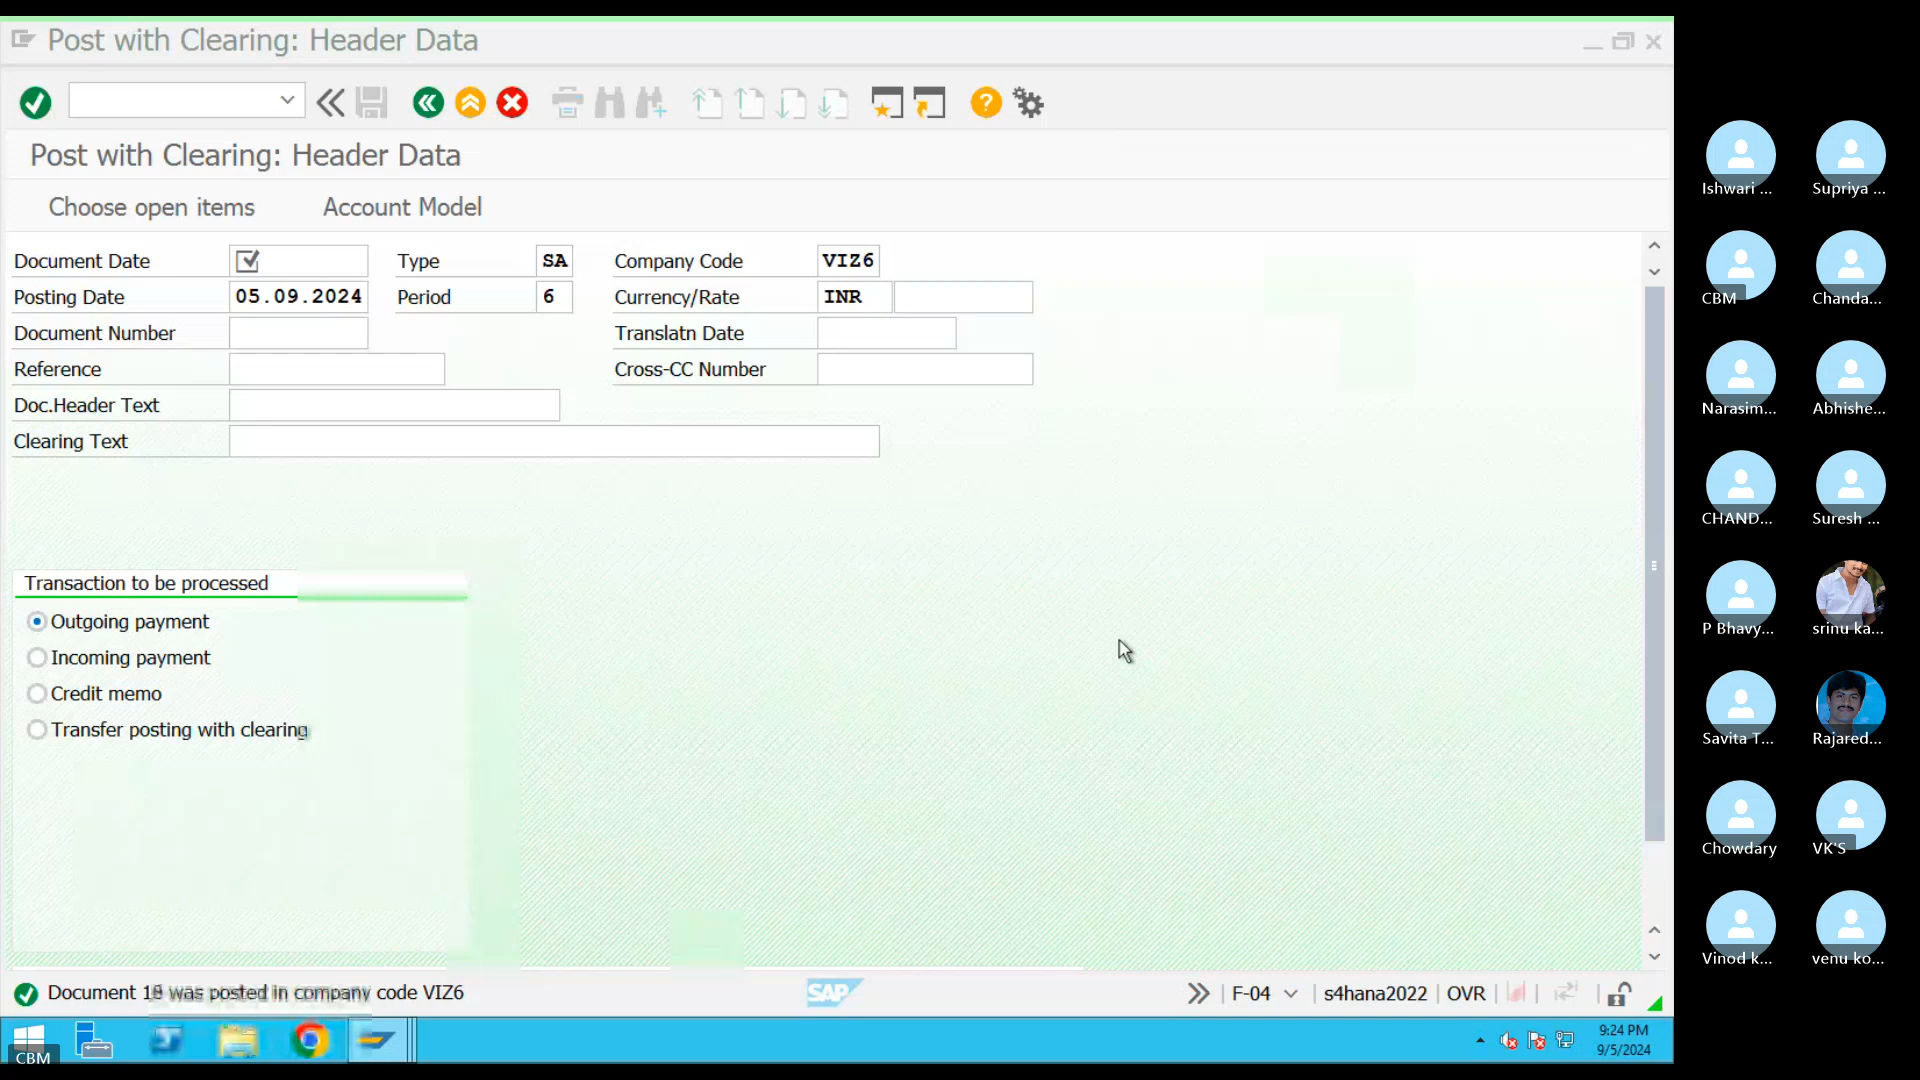 Post with Clearing: Header Data
Post with Clearing: Header Data
Choose open items Account Model
Document Date Type SA Company Code VIZ6
Posting Date 05.09.2024 Period 6 Currency/Rate INR
Document Number Translatn Date
Reference Cross-CC Number
Doc.Header Text
Clearing Text
Transaction to be processed
Outgoing payment
Incoming payment
Credit memo
Transfer posting with clearing
Document was posted in company code VIZ6
SAP
F-04 s4hana2022 OVR
9:24 PM
9/5/2024
CBM
Ishwari ... Supriya ...
CBM Chanda...
Narasim... Abhishe...
CHAND... Suresh ...
P Bhavy... srinu ka...
Savita T... Rajared...
Chowdary VK'S
Vinod k... venu ko...